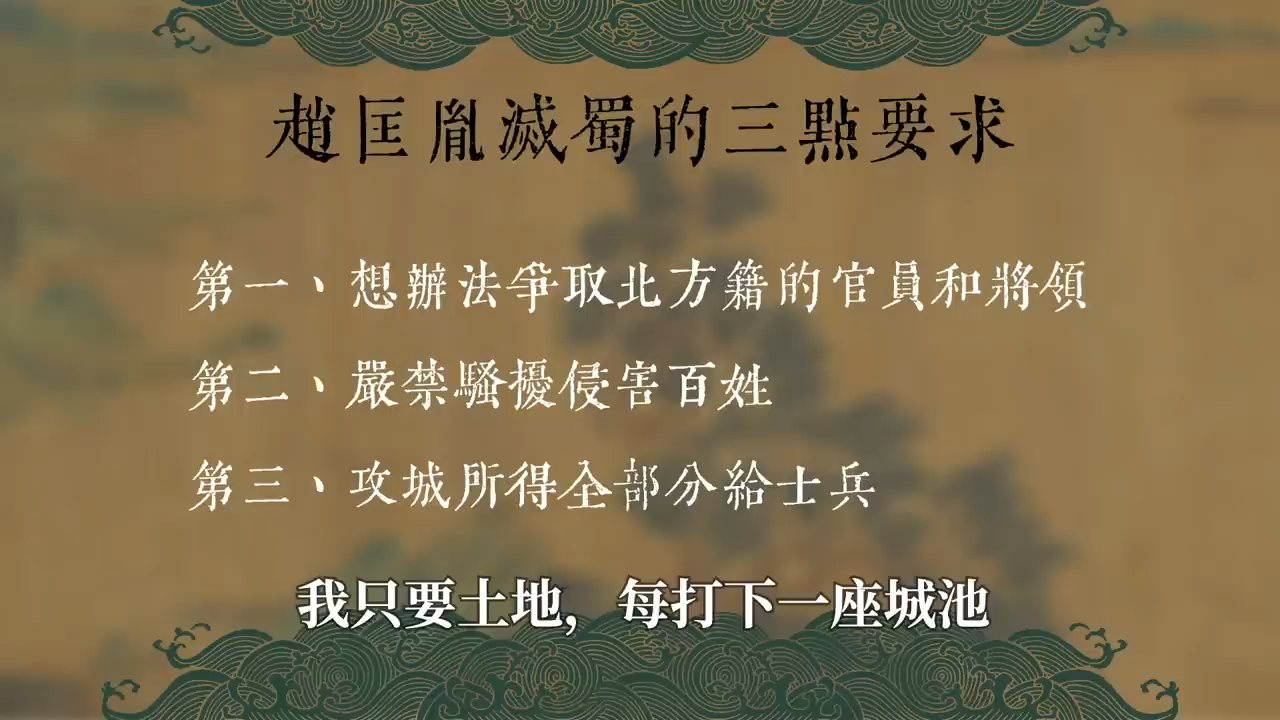 趙匡胤滅蜀的三點要求
第一、想辦法爭取北方籍的官員和將領
第二、嚴禁騷擾侵害百姓
第三、攻城所得全部分給士兵
我只要土地，每打下一座城池